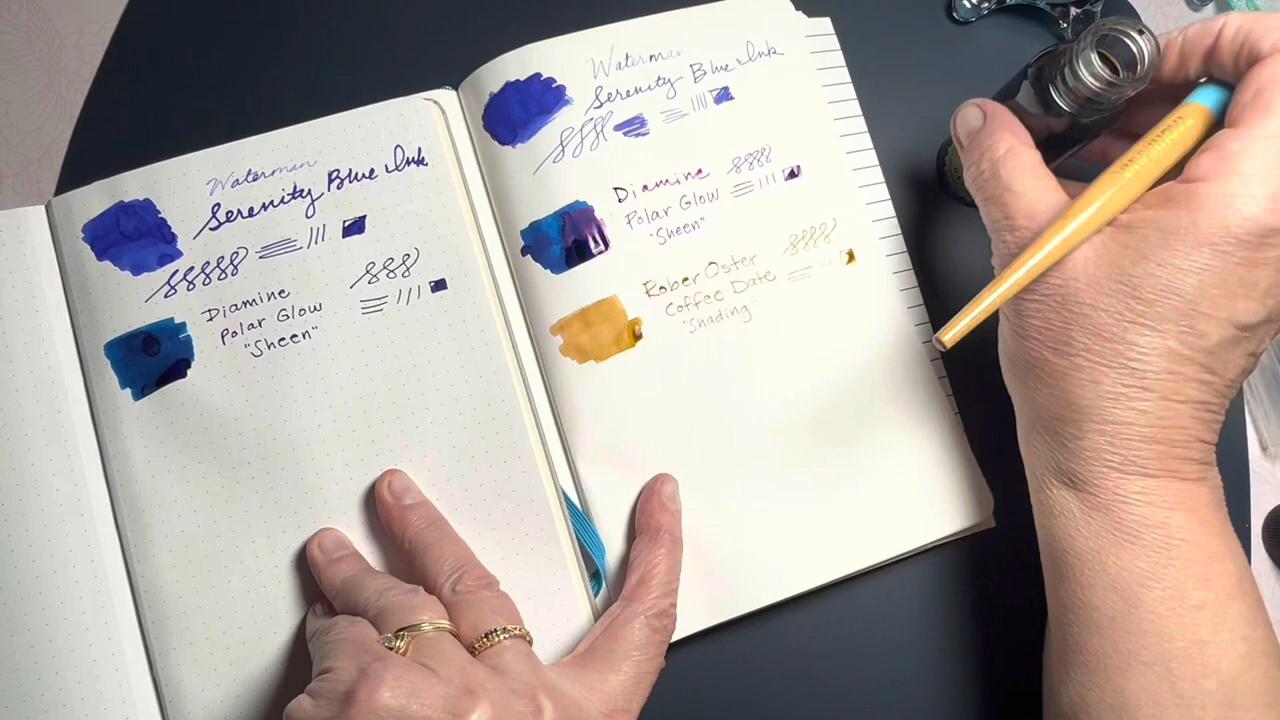 Waterman
Serenity Blue Ink
Diamine
Polar Glow
"Sheen"
Waterman
Serenity Blue Ink
Diamine
Polar Glow
"Sheen"
Rober Oster
Coffee Date
"Shading"